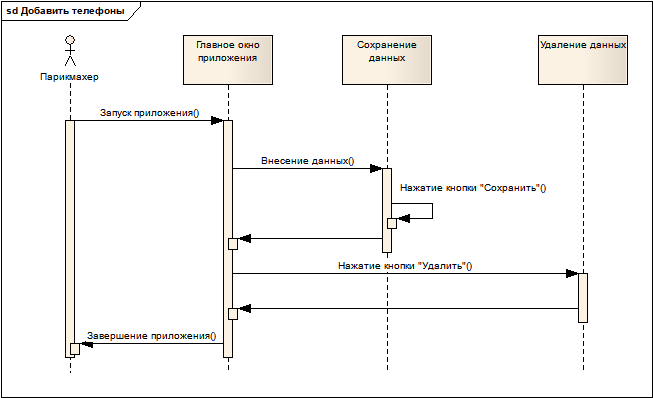 sd Добавить телефоны
Парикмахер
Главное окно
приложения
Сохранение
данных
Удаление данных
Запуск приложения()
Внесение данных()
Нажатие кнопки "Сохранить"()
Нажатие кнопки "Удалить"()
Завершение приложения()